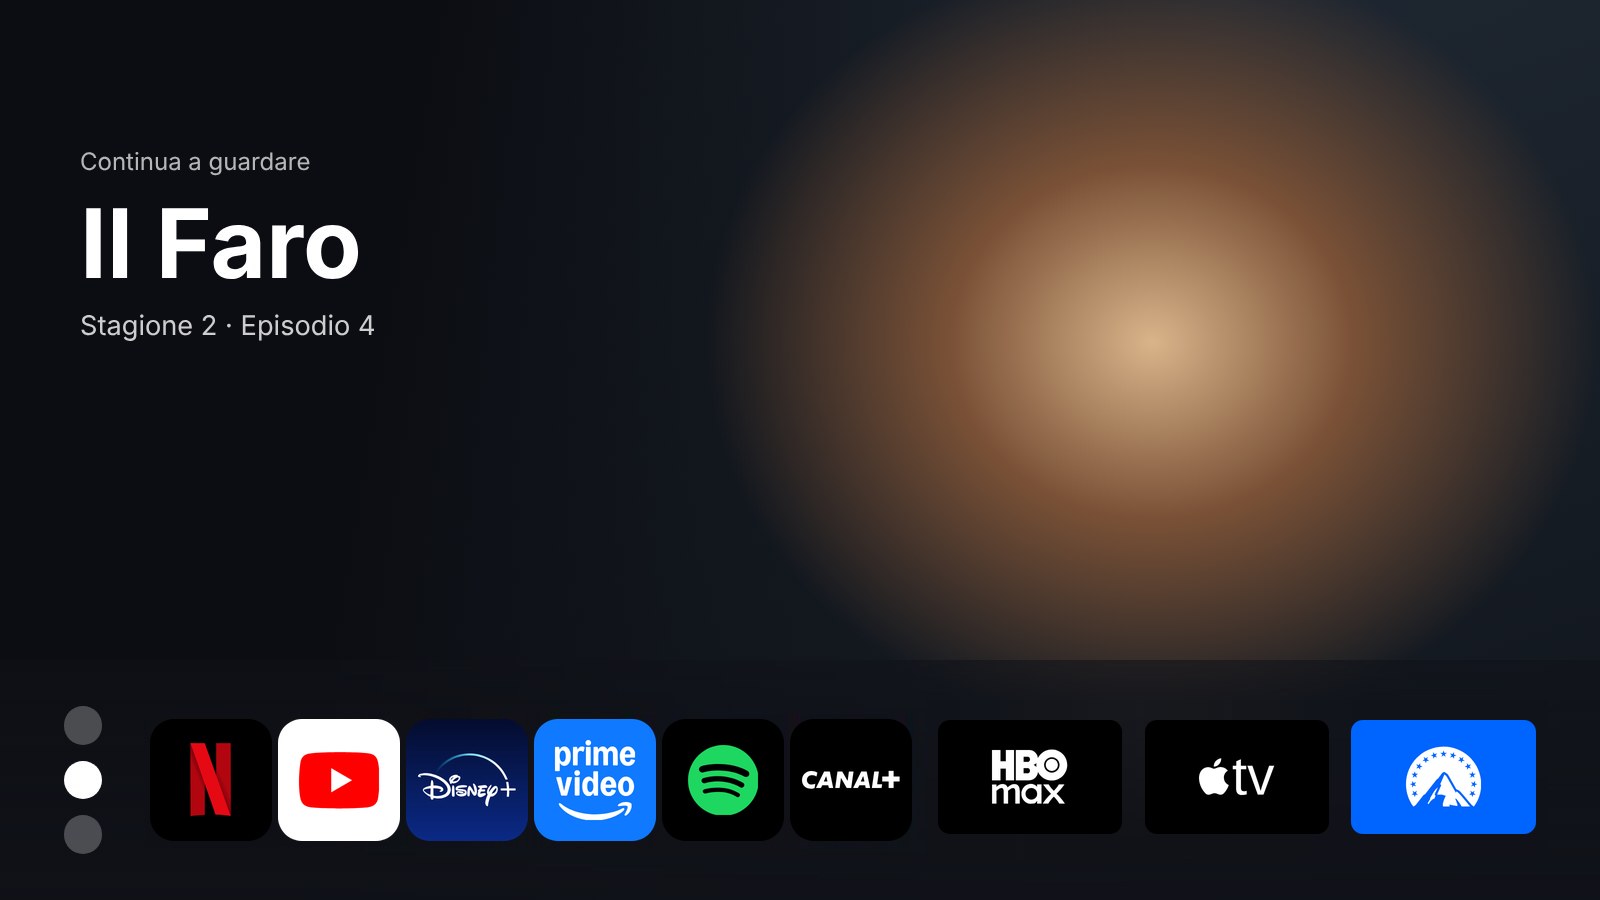 Continua a guardare
Il Faro
Stagione 2 · Episodio 4
N
Disney+
prime video
CANAL+
HBO max
tv